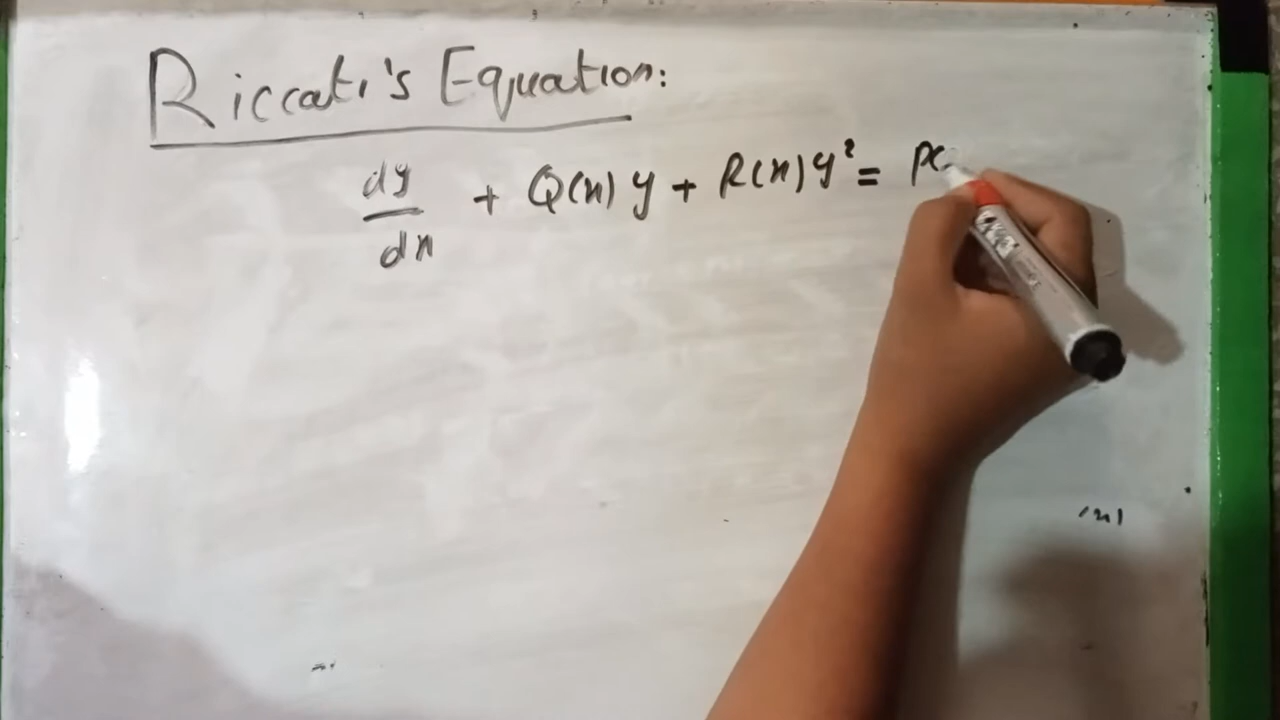 Riccati's Equation:
dy/dx + Q(x) y + R(x) y² = P(
(x)